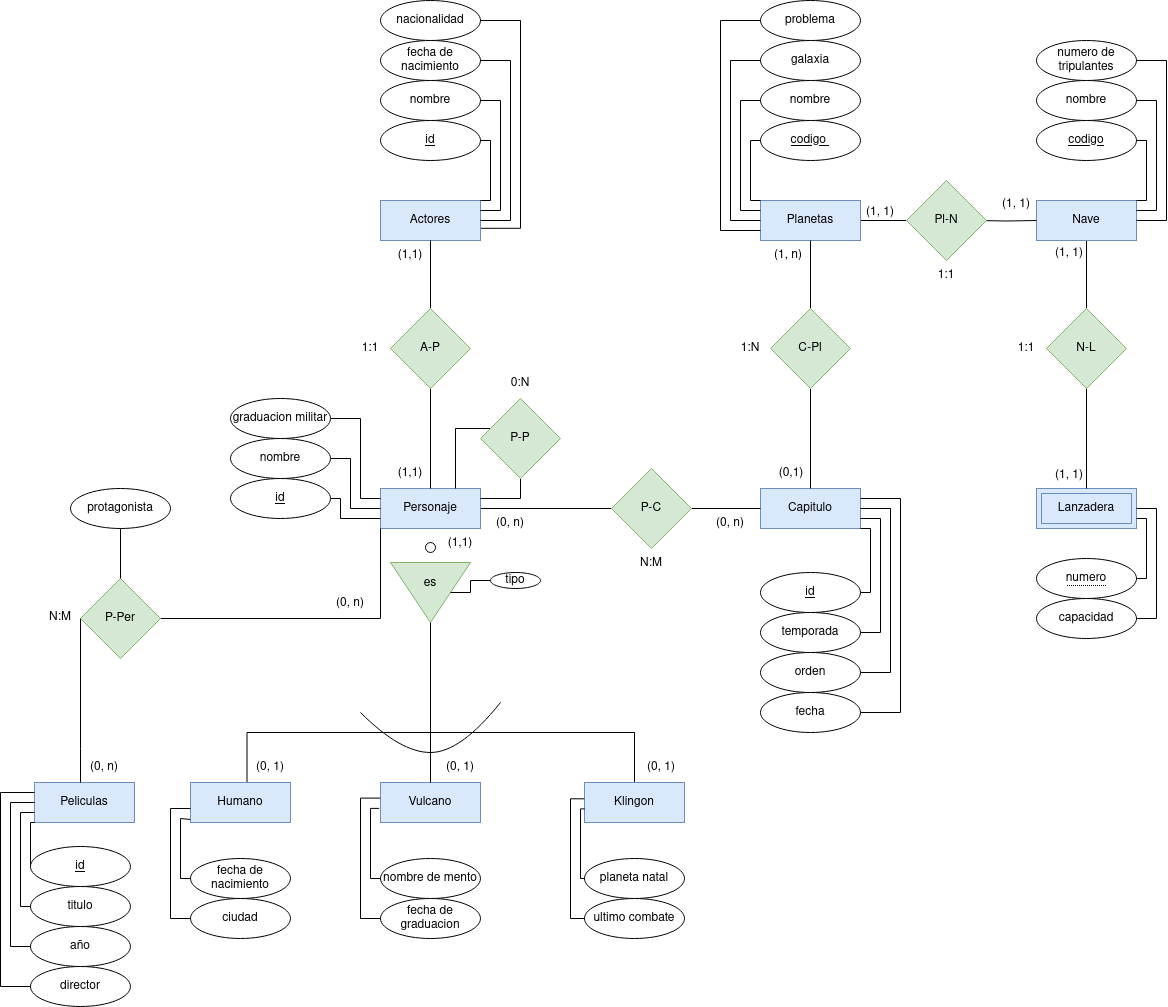 nacionalidad
fecha de
nacimiento
nombre
id
Actores
(1,1)
1:1
A-P
(1,1)
problema
galaxia
nombre
codigo
Planetas
(1, 1)
Pl-N
1:1
(1, 1)
numero de
tripulantes
nombre
codigo
Nave
(1, 1)
(1, n)
1:N
C-Pl
(0,1)
1:1
N-L
(1, 1)
0:N
P-P
graduacion militar
nombre
id
Personaje
(0, n)
P-C
N:M
(0, n)
Capitulo
Lanzadera
numero
capacidad
id
temporada
orden
fecha
protagonista
N:M
P-Per
(0, n)
(1,1)
es
tipo
(0, n)
(0, 1)
(0, 1)
(0, 1)
Peliculas
Humano
Vulcano
Klingon
id
titulo
año
director
fecha de
nacimiento
ciudad
nombre de mento
fecha de
graduacion
planeta natal
ultimo combate